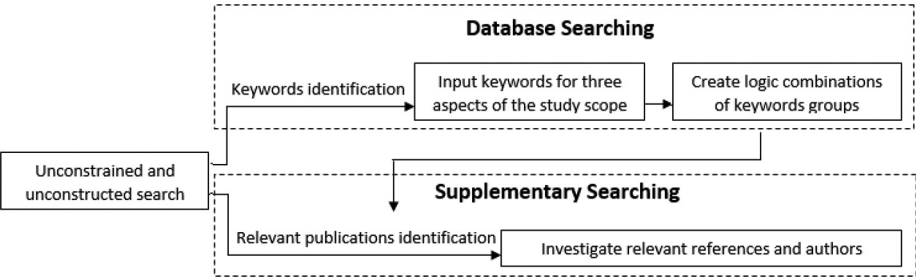 Database Searching
Keywords identification
Input keywords for three
aspects of the study scope
Create logic combinations
of keywords groups
Unconstrained and
unconstructed search
Supplementary Searching
Relevant publications identification
Investigate relevant references and authors